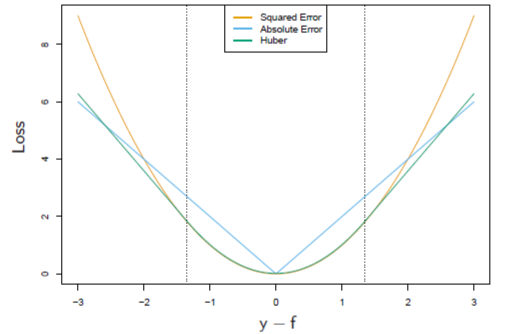 Squared Error
Absolute Error
Huber
8
6
4
2
0
Loss
−3 −2 −1 0 1 2 3
y − f